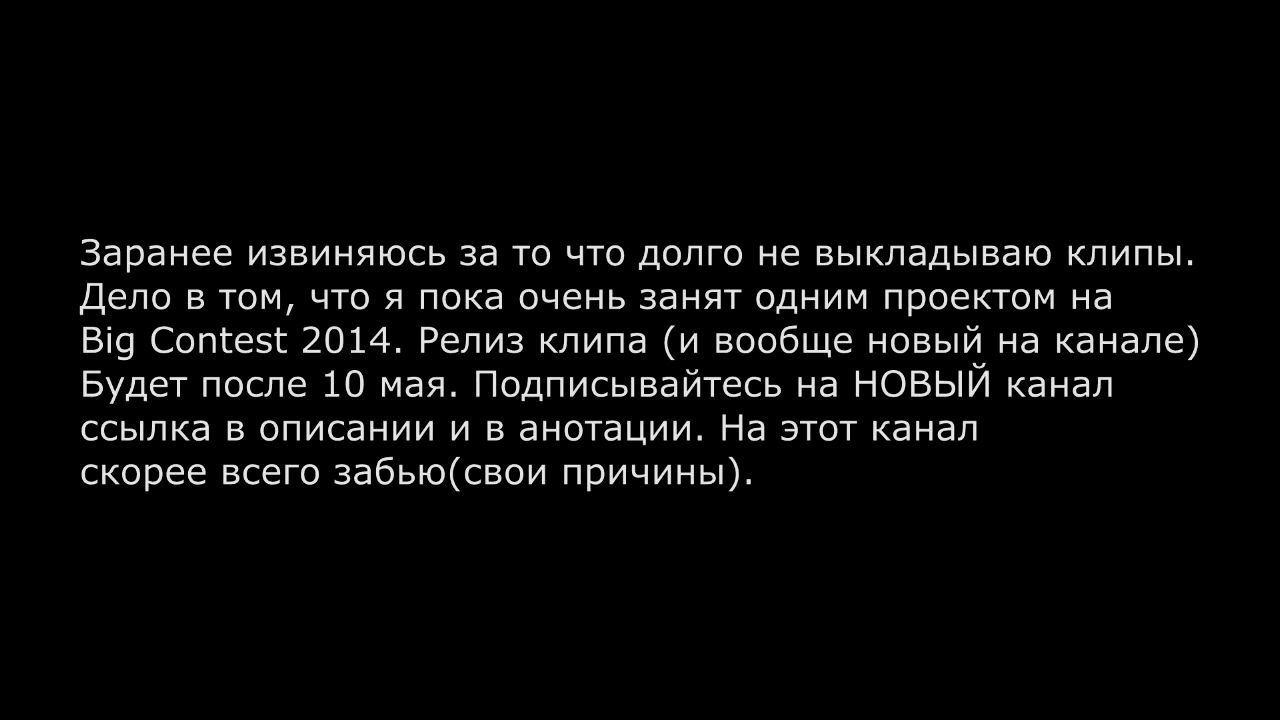 Заранее извиняюсь за то что долго не выкладываю клипы.
Дело в том, что я пока очень занят одним проектом на
Big Contest 2014. Релиз клипа (и вообще новый на канале)
Будет после 10 мая. Подписывайтесь на НОВЫЙ канал
ссылка в описании и в анотации. На этот канал
скорее всего забью(свои причины).